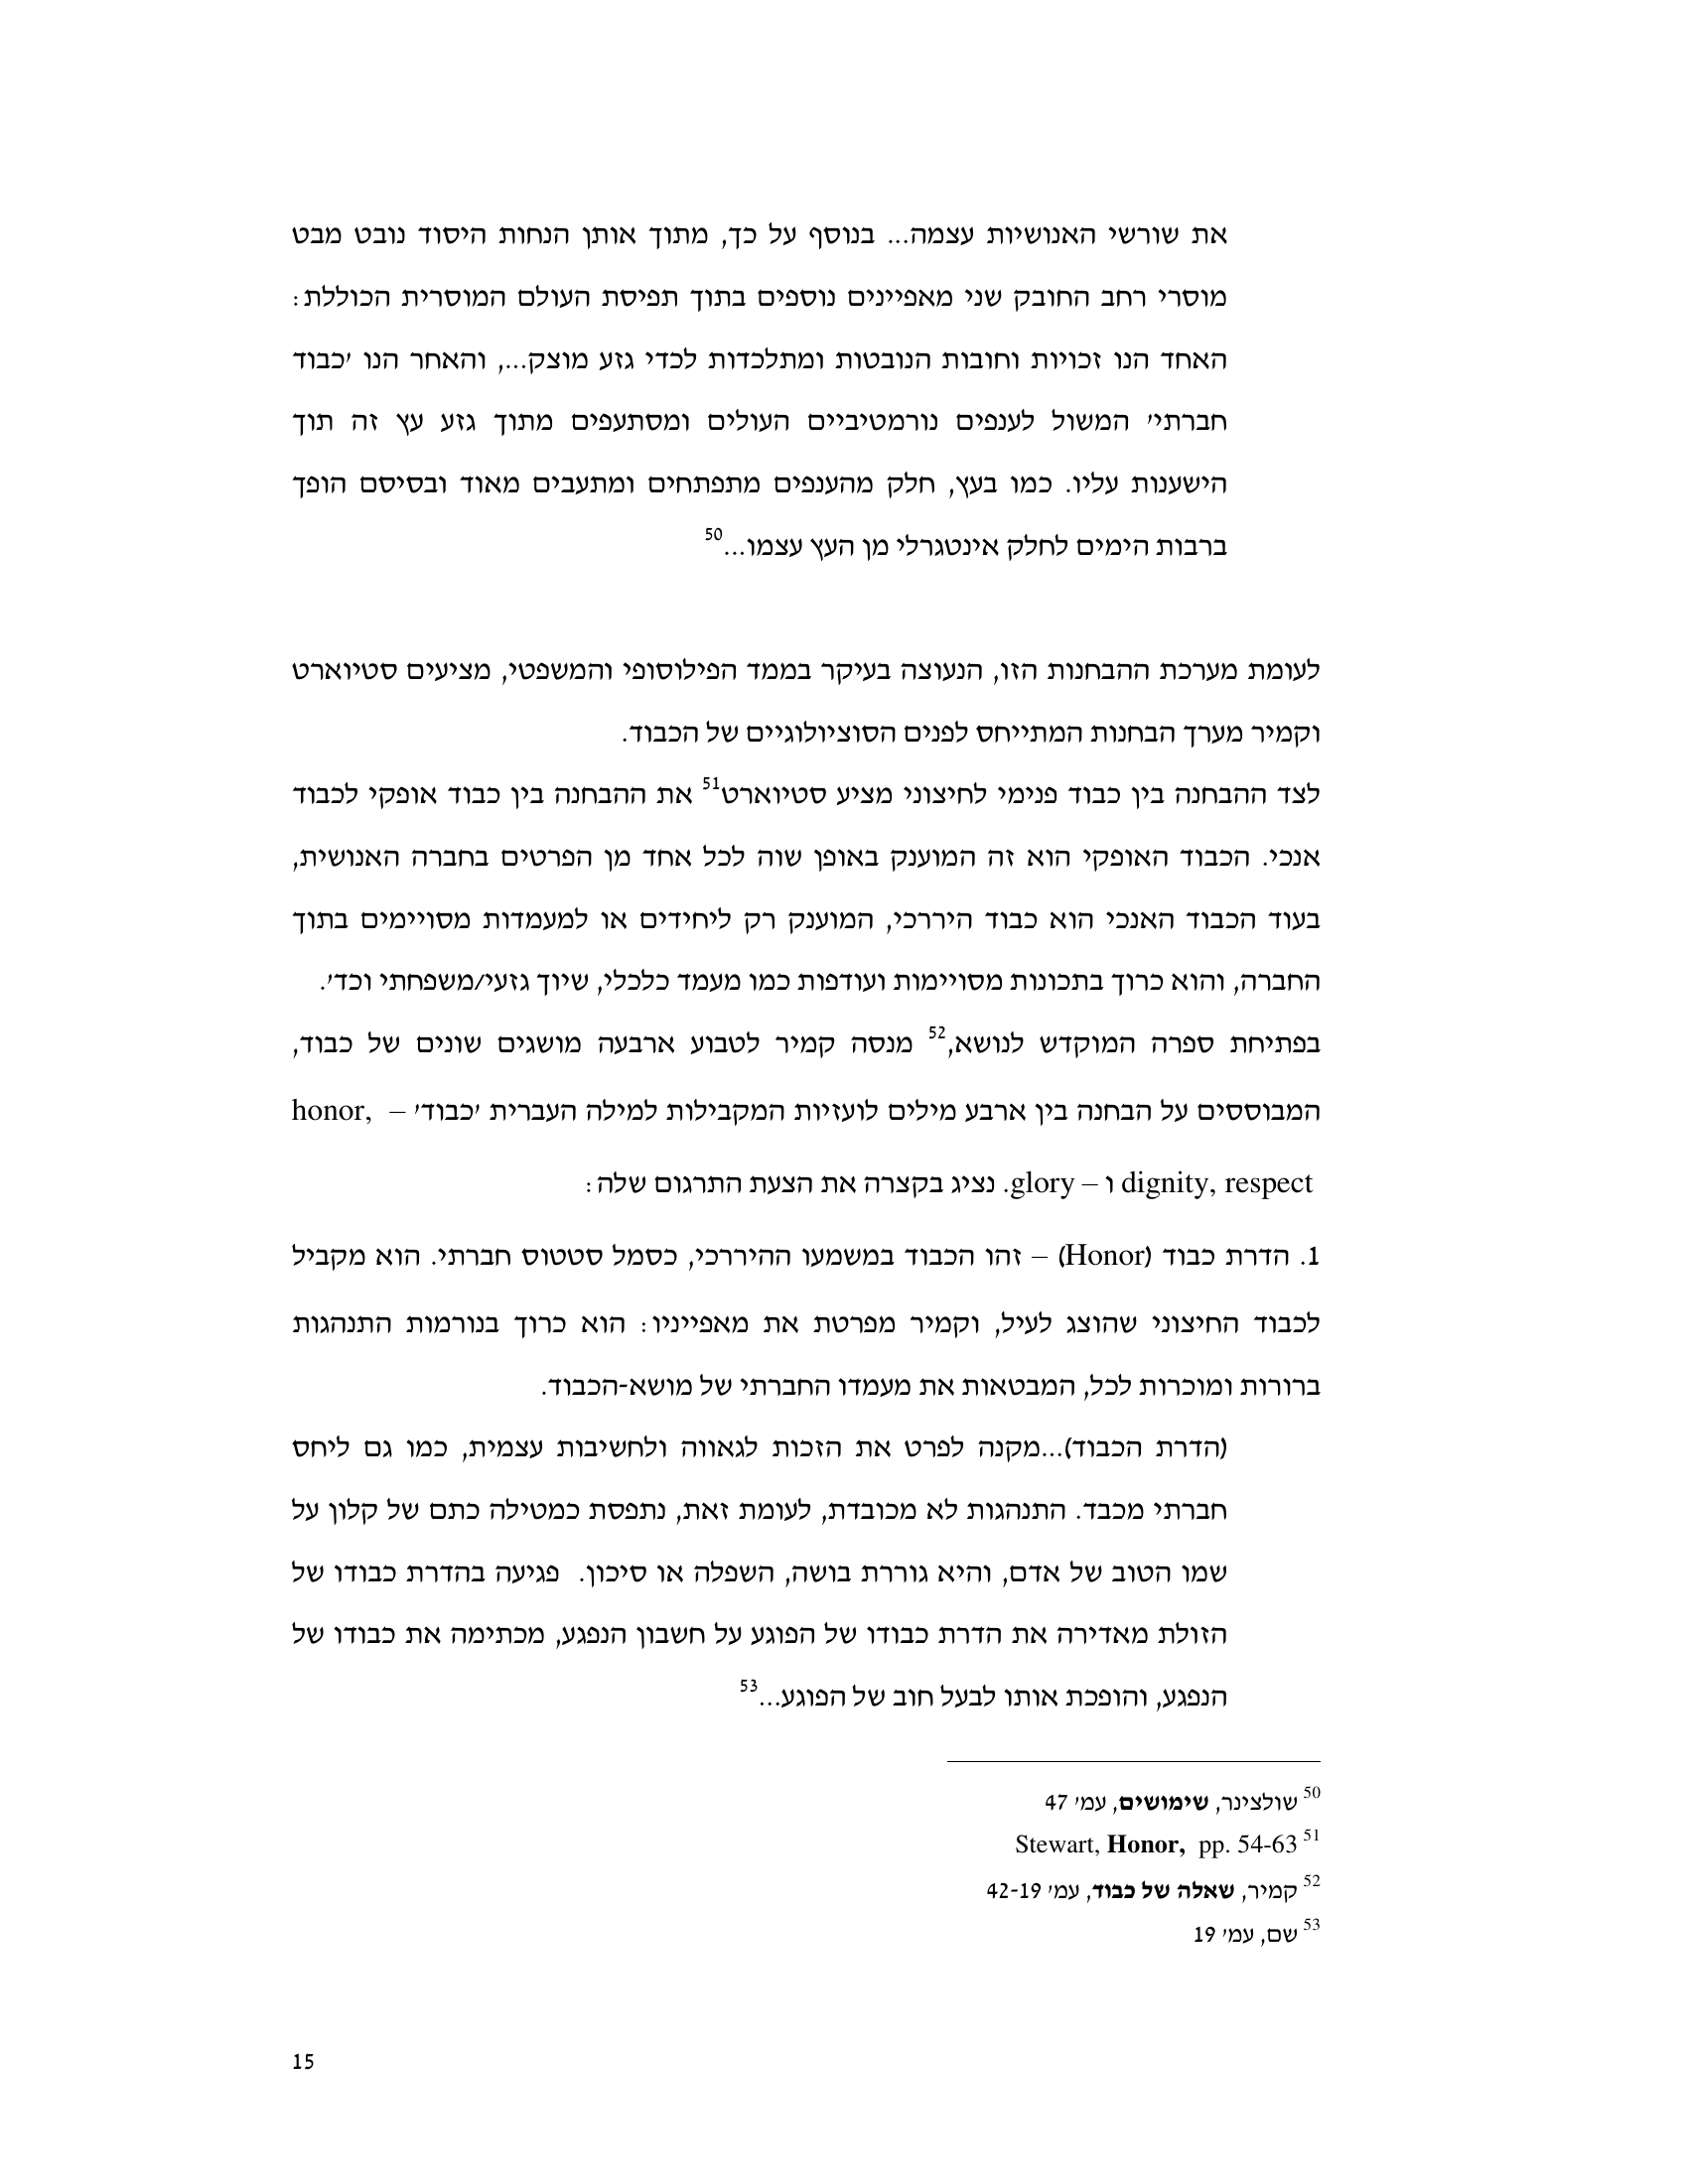 את שורשי האנושיות עצמה... בנוסף על כך, מתוך אותן הנחות היסוד נובט מבט
מוסרי רחב החובק שני מאפיינים נוספים בתוך תפיסת העולם המוסרית הכוללת:
האחד הנו זכויות וחובות הנובטות ומתלכדות לכדי גזע מוצק..., והאחר הנו 'כבוד
חברתי' המשול לענפים נורמטיביים העולים ומסתעפים מתוך גזע עץ זה תוך
הישענות עליו. כמו בעץ, חלק מהענפים מתפתחים ומתעבים מאוד ובסיסם הופך
ברבות הימים לחלק אינטגרלי מן העץ עצמו...50
לעומת מערכת ההבחנות הזו, הנעוצה בעיקר בממד הפילוסופי והמשפטי, מציעים סטיוארט
וקמיר מערך הבחנות המתייחס לפנים הסוציולוגיים של הכבוד.
לצד ההבחנה בין כבוד פנימי לחיצוני מציע סטיוארט51 את ההבחנה בין כבוד אופקי לכבוד
אנכי. הכבוד האופקי הוא זה המוענק באופן שוה לכל אחד מן הפרטים בחברה האנושית,
בעוד הכבוד האנכי הוא כבוד היררכי, המוענק רק ליחידים או למעמדות מסויימים בתוך
החברה, והוא כרוך בתכונות מסויימות ועודפות כמו מעמד כלכלי, שיוך גזעי/משפחתי וכד'.
בפתיחת ספרה המוקדש לנושא,52 מנסה קמיר לטבוע ארבעה מושגים שונים של כבוד,
המבוססים על הבחנה בין ארבע מילים לועזיות המקבילות למילה העברית 'כבוד' – honor,
dignity, respect ו – glory. נציג בקצרה את הצעת התרגום שלה:
1. הדרת כבוד (Honor) – זהו הכבוד במשמעו ההיררכי, כסמל סטטוס חברתי. הוא מקביל
לכבוד החיצוני שהוצג לעיל, וקמיר מפרטת את מאפייניו: הוא כרוך בנורמות התנהגות
ברורות ומוכרות לכל, המבטאות את מעמדו החברתי של מושא-הכבוד.
(הדרת הכבוד)...מקנה לפרט את הזכות לגאווה ולחשיבות עצמית, כמו גם ליחס
חברתי מכבד. התנהגות לא מכובדת, לעומת זאת, נתפסת כמטילה כתם של קלון על
שמו הטוב של אדם, והיא גוררת בושה, השפלה או סיכון. פגיעה בהדרת כבודו של
הזולת מאדירה את הדרת כבודו של הפוגע על חשבון הנפגע, מכתימה את כבודו של
הנפגע, והופכת אותו לבעל חוב של הפוגע...53
50 שולצינר, שימושים, עמ' 47
51 Stewart, Honor, pp. 54-63
52 קמיר, שאלה של כבוד, עמ' 42-19
53 שם, עמ' 19
15